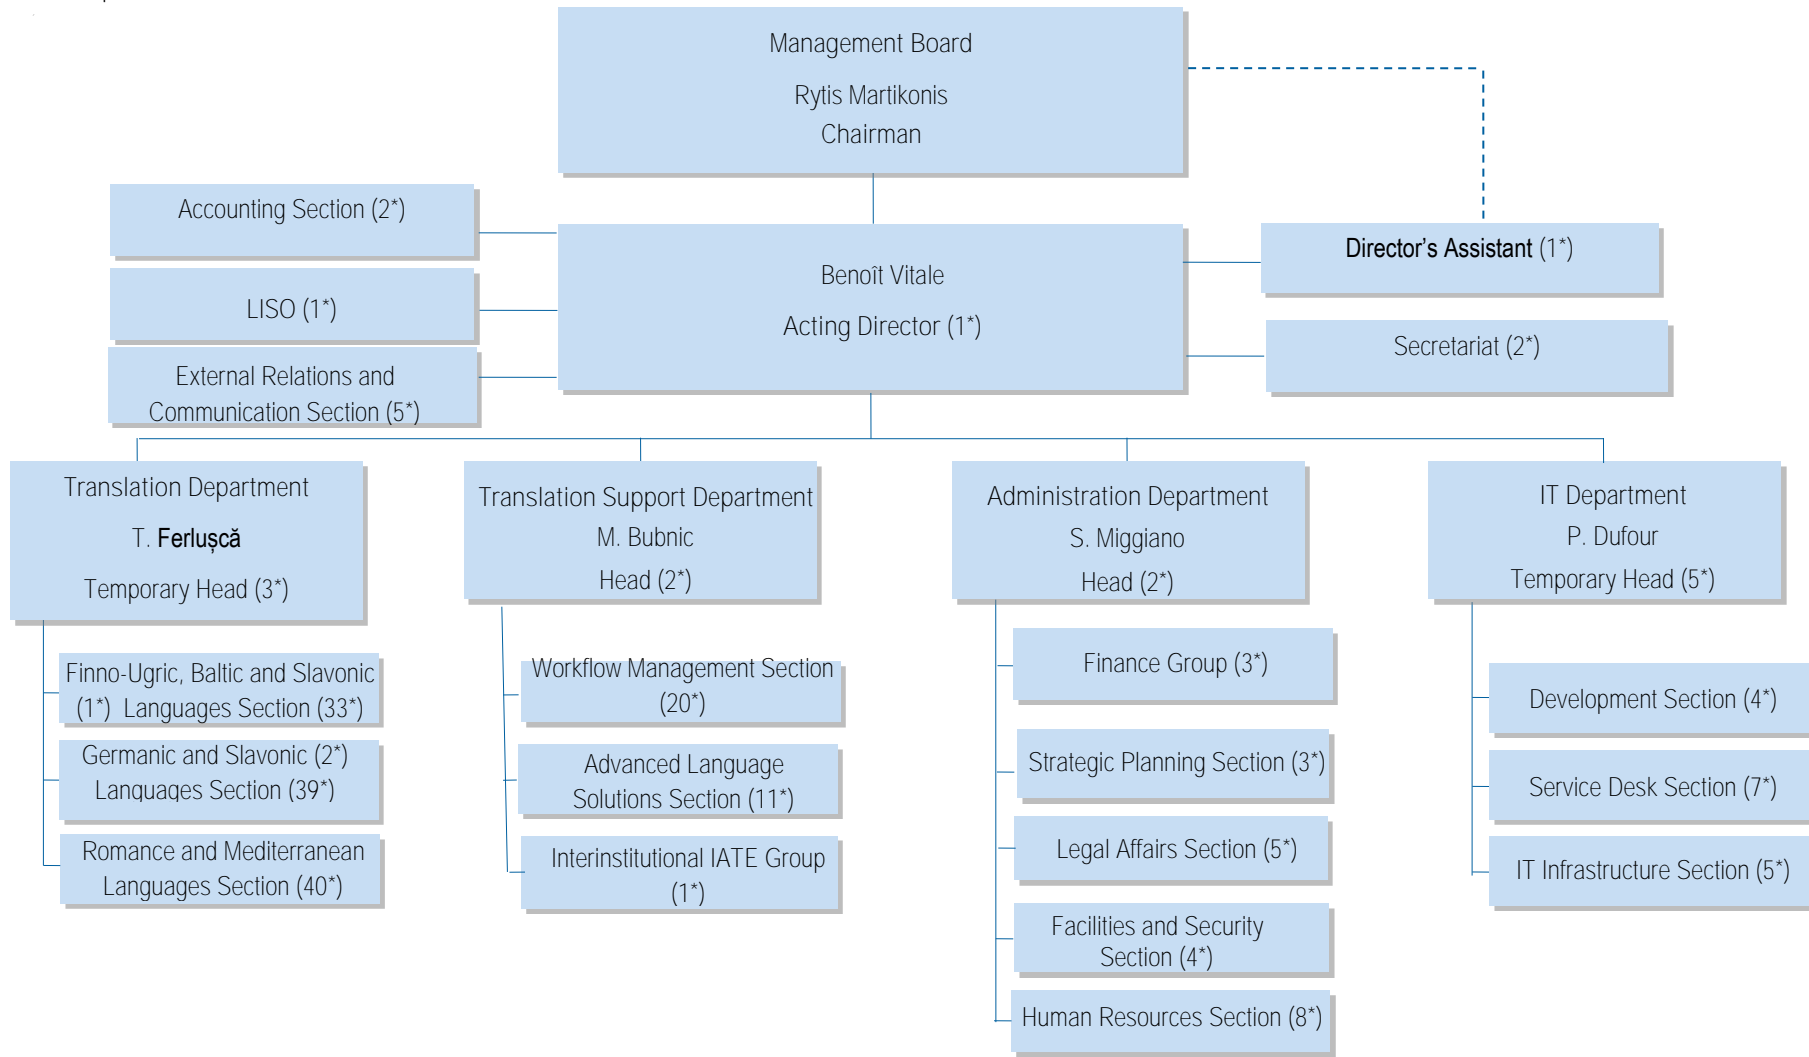 Management Board
Rytis Martikonis
Chairman
Accounting Section (2*)
LISO (1*)
External Relations and
Communication Section (5*)
Benoît Vitale
Acting Director (1*)
Director's Assistant (1*)
Secretariat (2*)
Translation Department
T. Ferlușcă
Temporary Head (3*)
Finno-Ugric, Baltic and Slavonic
(1*) Languages Section (33*)
Germanic and Slavonic (2*)
Languages Section (39*)
Romance and Mediterranean
Languages Section (40*)
Translation Support Department
M. Bubnic
Head (2*)
Workflow Management Section
(20*)
Advanced Language
Solutions Section (11*)
Interinstitutional IATE Group
(1*)
Administration Department
S. Miggiano
Head (2*)
Finance Group (3*)
Strategic Planning Section (3*)
Legal Affairs Section (5*)
Facilities and Security
Section (4*)
Human Resources Section (8*)
IT Department
P. Dufour
Temporary Head (5*)
Development Section (4*)
Service Desk Section (7*)
IT Infrastructure Section (5*)